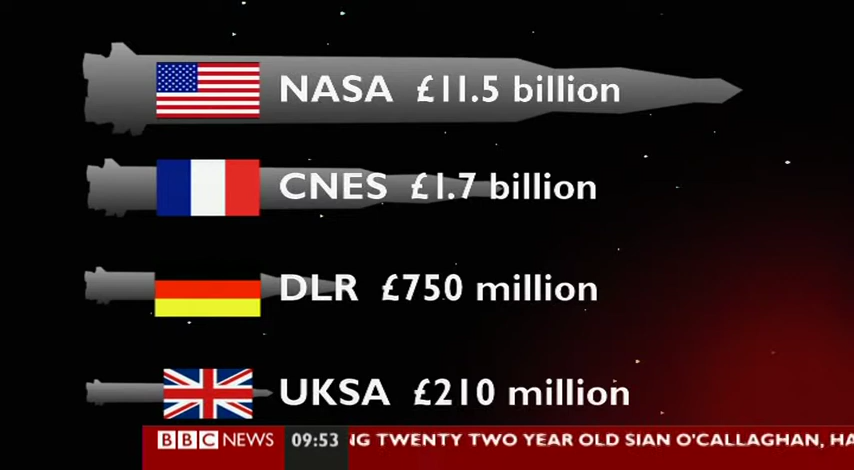 NASA £11.5 billion
CNES £1.7 billion
DLR £750 million
UKSA £210 million
BBC NEWS 09:53 NG TWENTY TWO YEAR OLD SIAN O'CALLAGHAN, HA